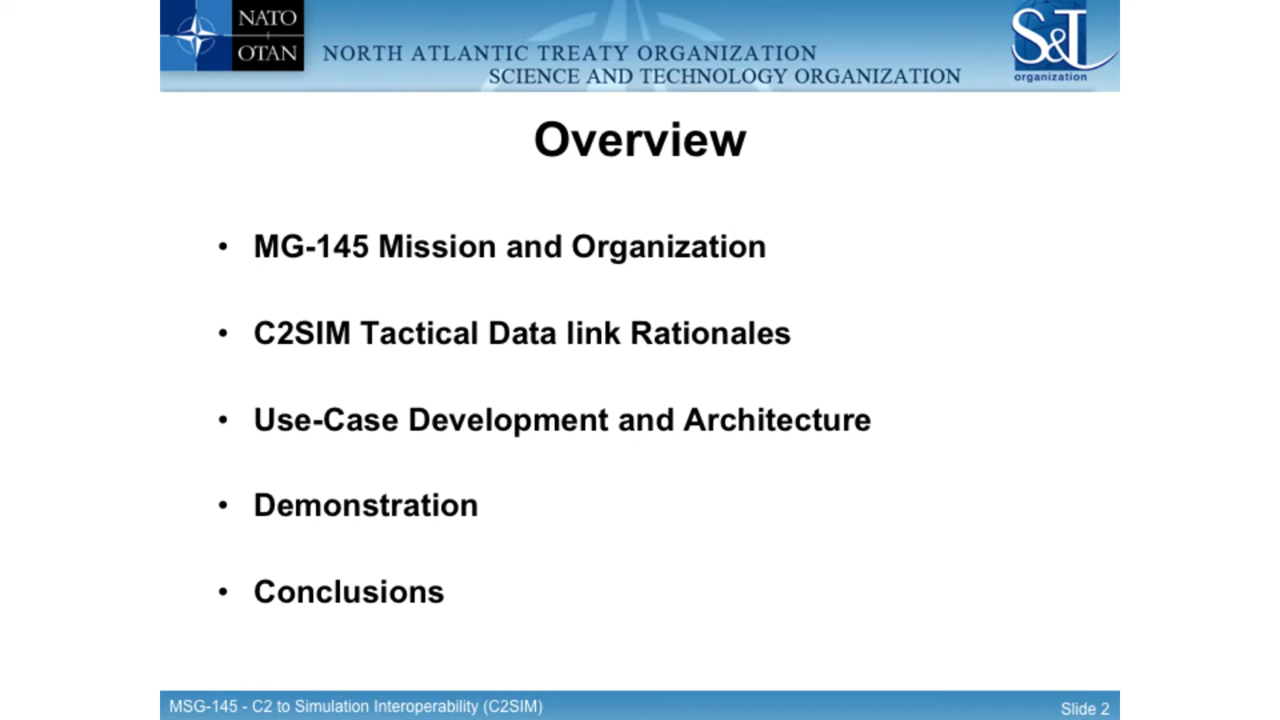 NATO
+
OTAN
NORTH ATLANTIC TREATY ORGANIZATION
SCIENCE AND TECHNOLOGY ORGANIZATION
S&T
organization
Overview
• MG-145 Mission and Organization
• C2SIM Tactical Data link Rationales
• Use-Case Development and Architecture
• Demonstration
• Conclusions
MSG-145 - C2 to Simulation Interoperability (C2SIM)
Slide 2